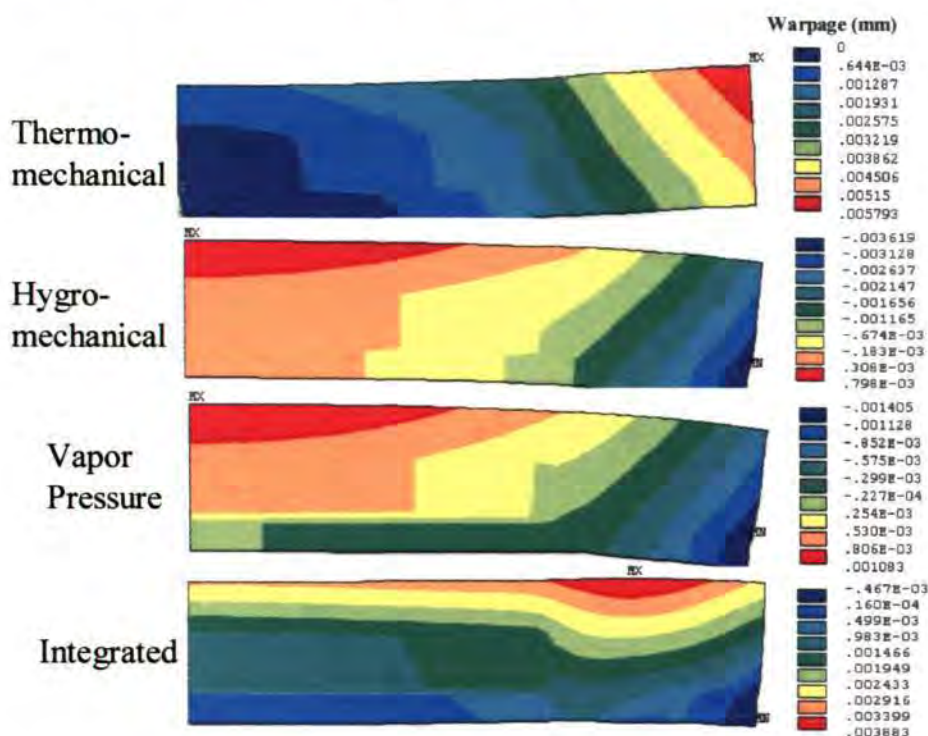 Warpage (mm)
MX
0
.644E-03
.001287
.001931
.002575
.003219
.003862
.004506
.00515
.005793
Thermo-
mechanical
MX
-.003619
-.003128
-.002637
-.002147
-.001656
-.001165
-.674E-03
-.183E-03
.308E-03
.798E-03
Hygro-
mechanical
MN
MX
-.001405
-.001128
-.852E-03
-.575E-03
-.299E-03
-.227E-04
.254E-03
.530E-03
.806E-03
.001083
Vapor
Pressure
MN
MX
-.467E-03
.160E-04
.499E-03
.983E-03
.001466
.001949
.002433
.002916
.003399
.003883
Integrated
MN